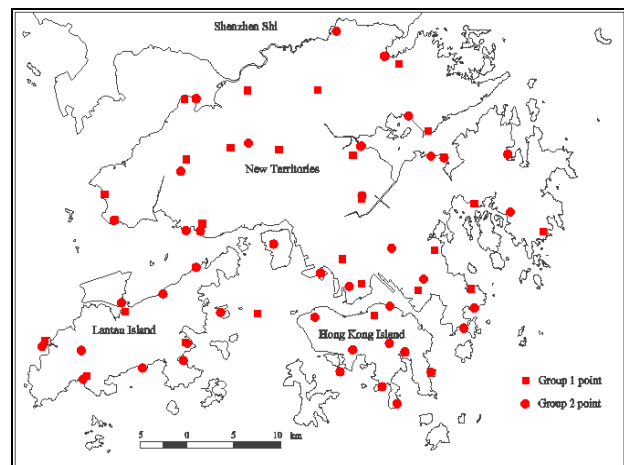 Shenzhen Shi
New Territories
Lantau Island
Hong Kong Island
Group 1 point
Group 2 point
5 0 5 10
km